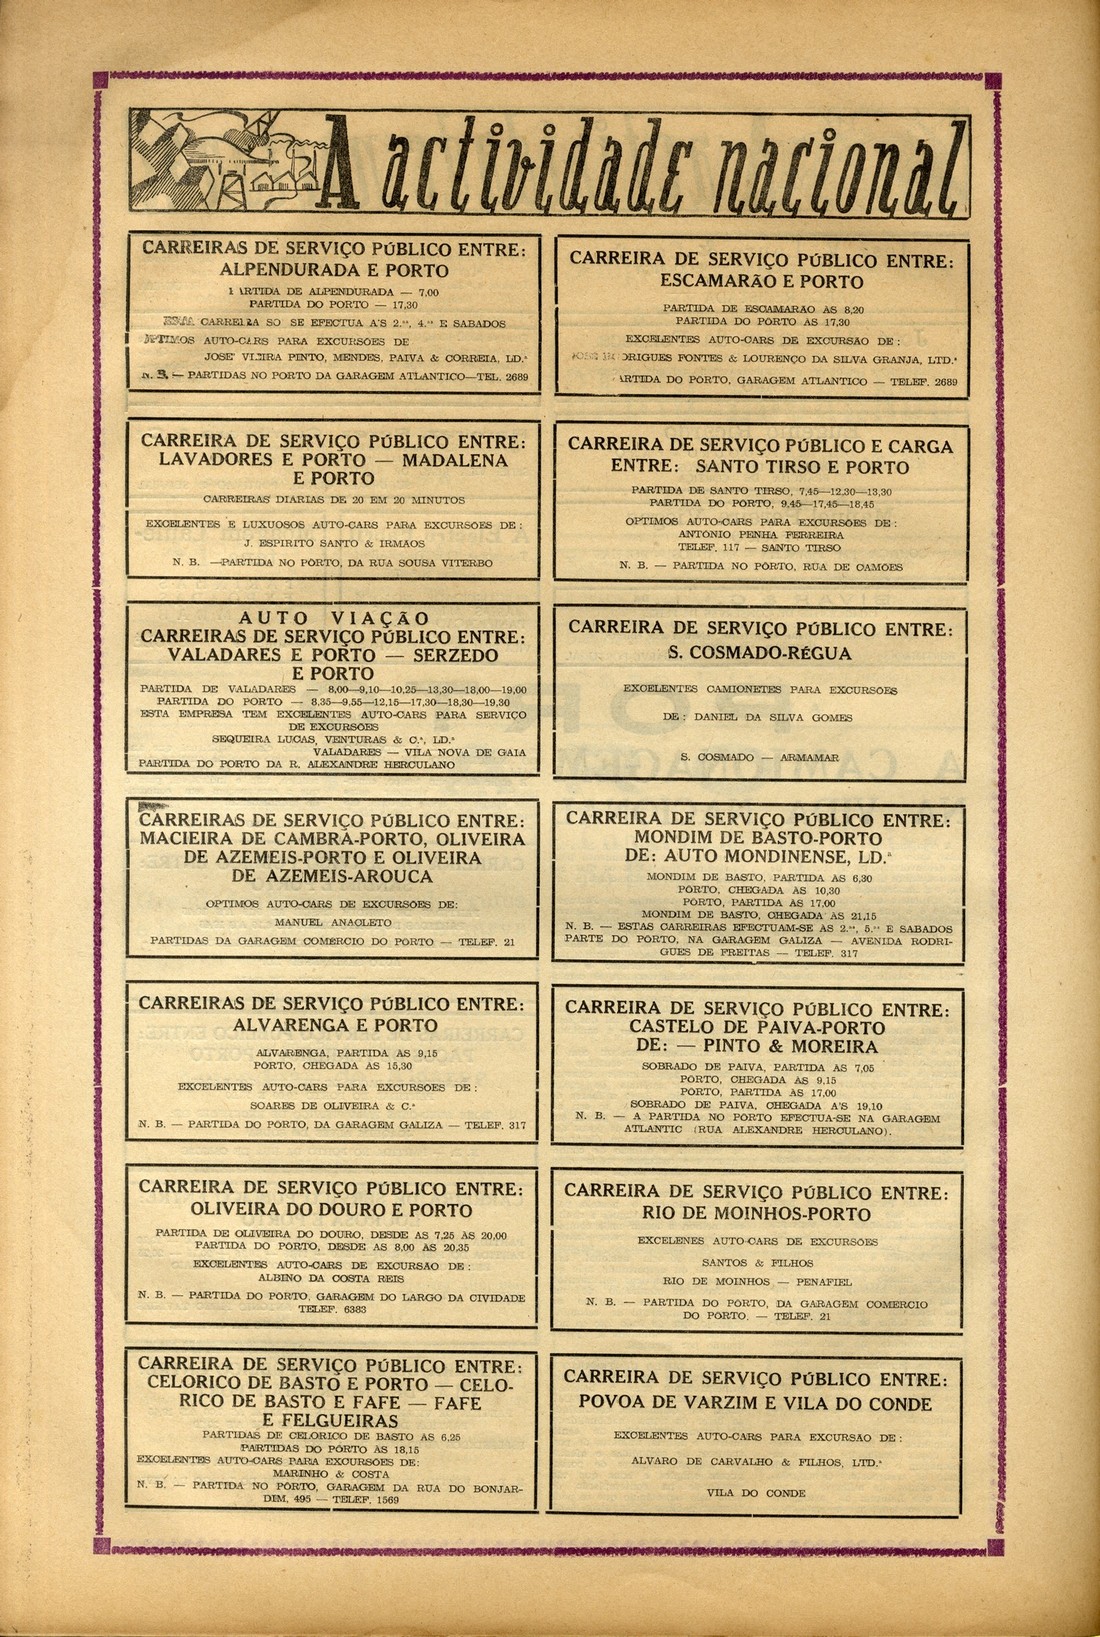 A actividade nacional
CARREIRAS DE SERVIÇO PÚBLICO ENTRE:
ALPENDURADA E PORTO
PARTIDA DE ALPENDURADA — 7,00
PARTIDA DO PORTO — 17,30
CARREIRA SO SE EFECTUA A'S 2.ªs, 4.ªs E SABADOS
OPTIMOS AUTO-CARS PARA EXCURSÕES DE
JOSE' VIEIRA PINTO, MENDES, PAIVA & CORREIA, LD.ª
N. B. — PARTIDAS NO PORTO DA GARAGEM ATLANTICO—TEL. 2689
CARREIRA DE SERVIÇO PÚBLICO ENTRE:
LAVADORES E PORTO — MADALENA
E PORTO
CARREIRAS DIARIAS DE 20 EM 20 MINUTOS
EXCELENTES E LUXUOSOS AUTO-CARS PARA EXCURSÕES DE :
J. ESPIRITO SANTO & IRMAOS
N. B. —PARTIDA NO PORTO, DA RUA SOUSA VITERBO
AUTO VIAÇÃO
CARREIRAS DE SERVIÇO PÚBLICO ENTRE:
VALADARES E PORTO — SERZEDO
E PORTO
PARTIDA DE VALADARES — 8,00—9,10—10,25—13,30—18,00—19,00
PARTIDA DO PORTO — 8,35—9,55—12,15—17,30—18,30—19,30
ESTA EMPRESA TEM EXCELENTES AUTO-CARS PARA SERVIÇO
DE EXCURSÕES
SEQUEIRA LUCAS, VENTURAS & C.ª, LD.ª
VALADARES — VILA NOVA DE GAIA
PARTIDA DO PORTO DA R. ALEXANDRE HERCULANO
CARREIRAS DE SERVIÇO PÚBLICO ENTRE:
MACIEIRA DE CAMBRA-PORTO, OLIVEIRA
DE AZEMEIS-PORTO E OLIVEIRA
DE AZEMEIS-AROUCA
OPTIMOS AUTO-CARS DE EXCURSÕES DE:
MANUEL ANACLETO
PARTIDAS DA GARAGEM COMERCIO DO PORTO — TELEF. 21
CARREIRAS DE SERVIÇO PÚBLICO ENTRE:
ALVARENGA E PORTO
ALVARENGA, PARTIDA AS 9,15
PORTO, CHEGADA AS 15,30
EXCELENTES AUTO-CARS PARA EXCURSÕES DE :
SOARES DE OLIVEIRA & C.ª
N. B. — PARTIDA DO PORTO, DA GARAGEM GALIZA — TELEF. 317
CARREIRA DE SERVIÇO PÚBLICO ENTRE:
OLIVEIRA DO DOURO E PORTO
PARTIDA DE OLIVEIRA DO DOURO, DESDE AS 7,25 ÀS 20,00
PARTIDA DO PORTO, DESDE AS 8,00 AS 20,35
EXCELENTES AUTO-CARS DE EXCURSAO DE :
ALBINO DA COSTA REIS
N. B. — PARTIDA DO PORTO, GARAGEM DO LARGO DA CIVIDADE
TELEF. 6383
CARREIRA DE SERVIÇO PÚBLICO ENTRE:
CELORICO DE BASTO E PORTO — CELO-
RICO DE BASTO E FAFE — FAFE
E FELGUEIRAS
PARTIDAS DE CELORICO DE BASTO AS 6,25
PARTIDAS DO PORTO AS 18,15
EXCELENTES AUTO-CARS PARA EXCURSÕES DE:
MARINHO & COSTA
N. B. — PARTIDA NO PORTO, GARAGEM DA RUA DO BONJAR-
DIM, 495 — TELEF. 1569
CARREIRA DE SERVIÇO PÚBLICO ENTRE:
ESCAMARÃO E PORTO
PARTIDA DE ESCAMARÃO AS 8,20
PARTIDA DO PORTO AS 17,30
EXCELENTES AUTO-CARS DE EXCURSAO DE :
RODRIGUES FONTES & LOURENÇO DA SILVA GRANJA, LTD.ª
PARTIDA DO PORTO, GARAGEM ATLANTICO — TELEF. 2689
CARREIRA DE SERVIÇO PÚBLICO E CARGA
ENTRE: SANTO TIRSO E PORTO
PARTIDA DE SANTO TIRSO, 7,45—12,30—13,30
PARTIDA DO PORTO, 9,45—17,45—18,45
OPTIMOS AUTO-CARS PARA EXCURSÕES DE :
ANTONIO PENHA FERREIRA
TELEF. 117 — SANTO TIRSO
N. B. — PARTIDA NO PORTO, RUA DE CAMÕES
CARREIRA DE SERVIÇO PÚBLICO ENTRE:
S. COSMADO-RÉGUA
EXCELENTES CAMIONETES PARA EXCURSÕES
DE : DANIEL DA SILVA GOMES
S. COSMADO — ARMAMAR
CARREIRA DE SERVIÇO PÚBLICO ENTRE:
MONDIM DE BASTO-PORTO
DE: AUTO MONDINENSE, LD.ª
MONDIM DE BASTO, PARTIDA AS 6,30
PORTO, CHEGADA AS 10,30
PORTO, PARTIDA AS 17,00
MONDIM DE BASTO, CHEGADA AS 21,15
N. B. — ESTAS CARREIRAS EFECTUAM-SE AS 2.ªs, 5.ªs E SABADOS
PARTE DO PORTO, NA GARAGEM GALIZA — AVENIDA RODRI-
GUES DE FREITAS — TELEF. 317
CARREIRA DE SERVIÇO PÚBLICO ENTRE:
CASTELO DE PAIVA-PORTO
DE: — PINTO & MOREIRA
SOBRADO DE PAIVA, PARTIDA AS 7,05
PORTO, CHEGADA AS 9,15
PORTO, PARTIDA AS 17,00
SOBRADO DE PAIVA, CHEGADA A'S 19,10
N. B. — A PARTIDA NO PORTO EFECTUA-SE NA GARAGEM
ATLANTIC (RUA ALEXANDRE HERCULANO).
CARREIRA DE SERVIÇO PÚBLICO ENTRE:
RIO DE MOINHOS-PORTO
EXCELENES AUTO-CARS DE EXCURSÕES
SANTOS & FILHOS
RIO DE MOINHOS — PENAFIEL
N. B. — PARTIDA DO PORTO, DA GARAGEM COMERCIO
DO PORTO. — TELEF. 21
CARREIRA DE SERVIÇO PÚBLICO ENTRE:
POVOA DE VARZIM E VILA DO CONDE
EXCELENTES AUTO-CARS PARA EXCURSAO DE :
ALVARO DE CARVALHO & FILHOS, LTD.ª
VILA DO CONDE